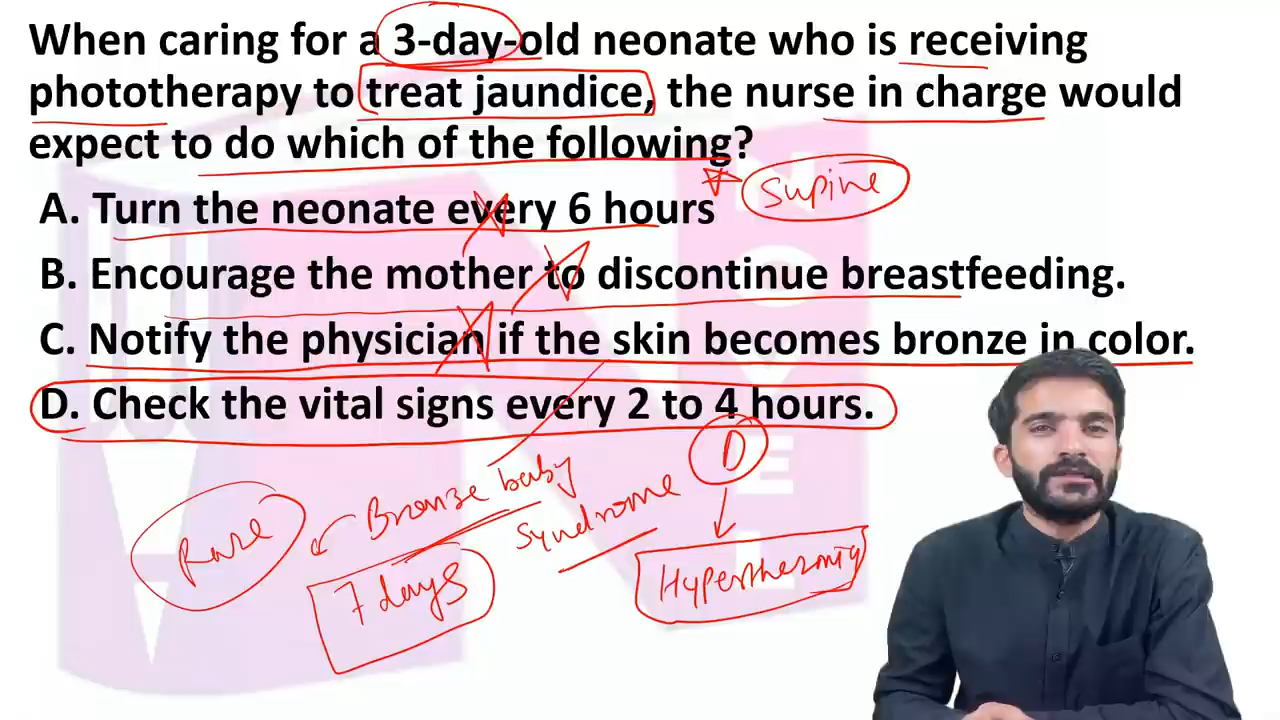 When caring for a 3-day-old neonate who is receiving
phototherapy to treat jaundice, the nurse in charge would
expect to do which of the following?
Supine
A. Turn the neonate every 6 hours
B. Encourage the mother to discontinue breastfeeding.
C. Notify the physician if the skin becomes bronze in color.
D. Check the vital signs every 2 to 4 hours.
D
Bronze baby
Syndrome
Rare
7 days